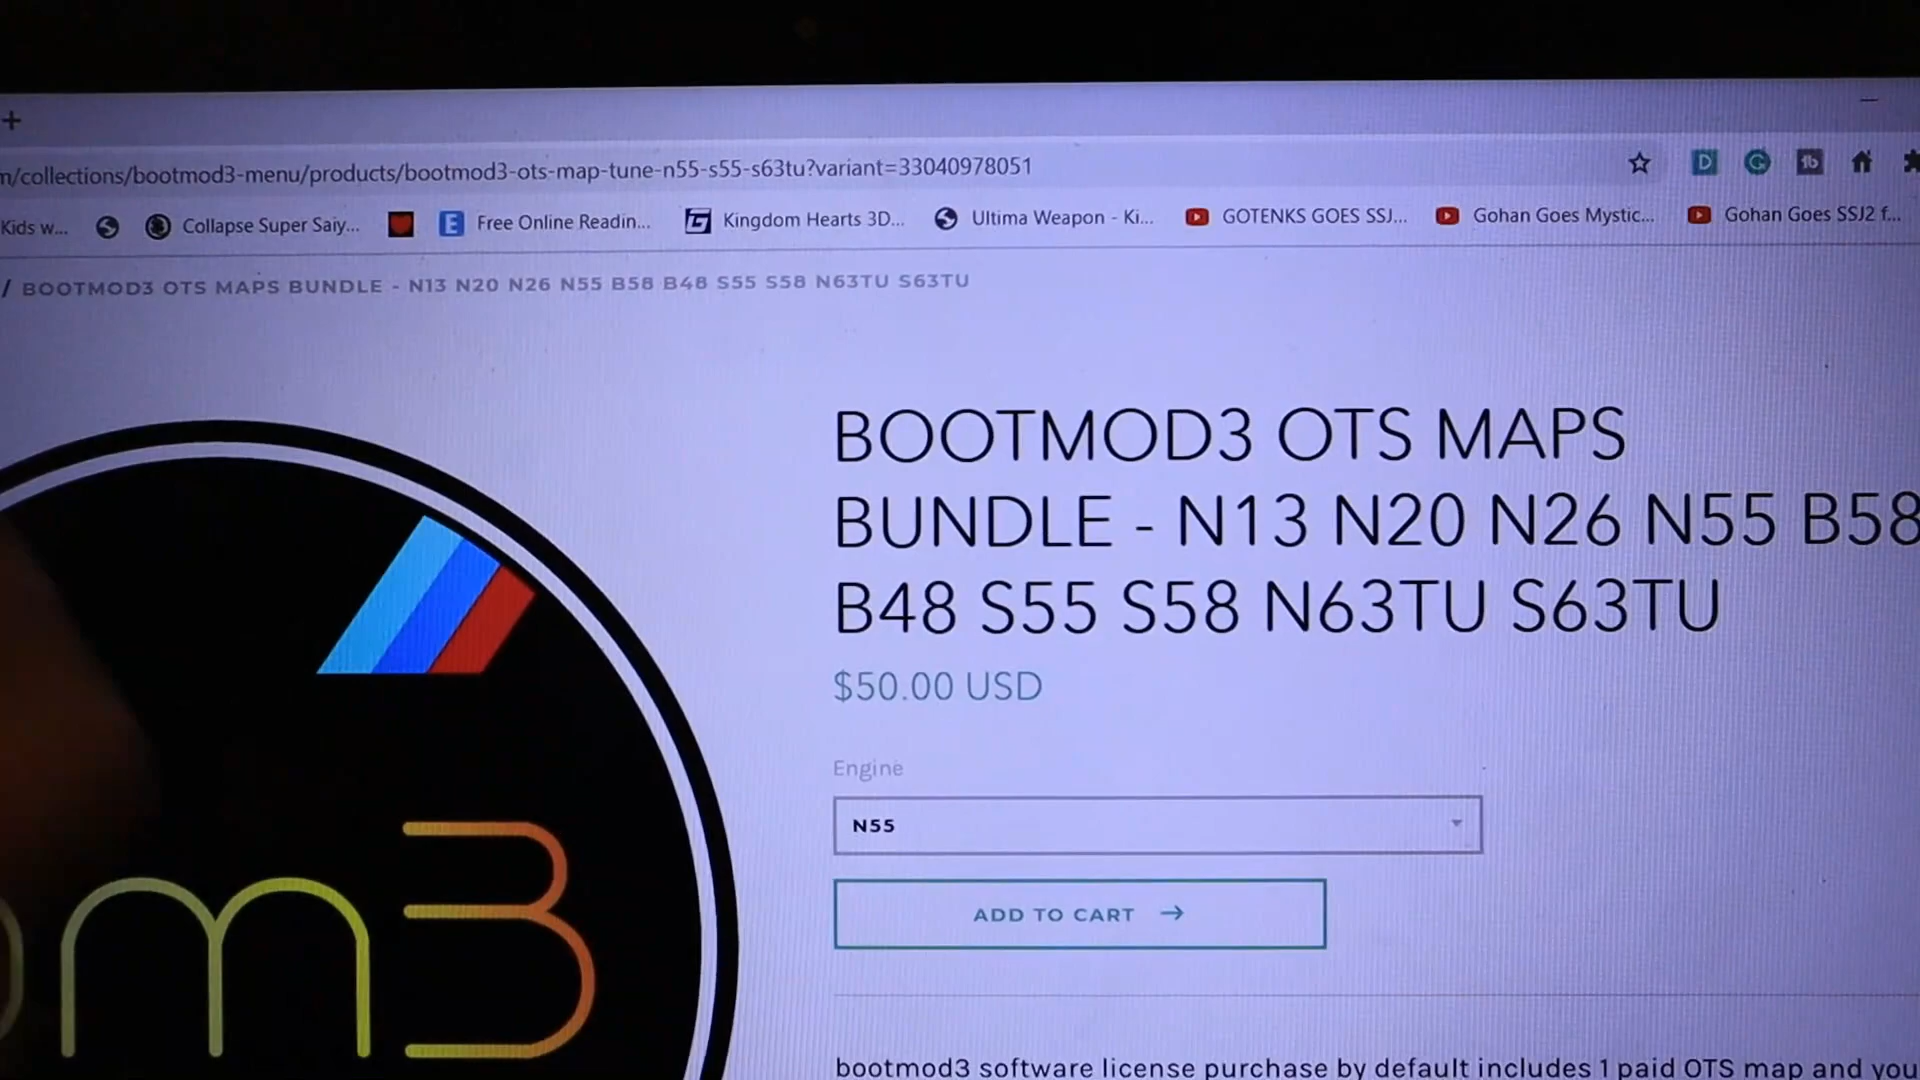 +
n/collections/bootmod3-menu/products/bootmod3-ots-map-tune-n55-s55-s63tu?variant=33040978051
Kids w... Collapse Super Saiy... Free Online Readin... Kingdom Hearts 3D... Ultima Weapon - Ki... GOTENKS GOES SSJ... Gohan Goes Mystic... Gohan Goes SSJ2 f...
/ BOOTMOD3 OTS MAPS BUNDLE - N13 N20 N26 N55 B58 B48 S55 S58 N63TU S63TU
BOOTMOD3 OTS MAPS
BUNDLE - N13 N20 N26 N55 B58
B48 S55 S58 N63TU S63TU
$50.00 USD
Engine
N55
ADD TO CART →
m3
bootmod3 software license purchase by default includes 1 paid OTS map and you